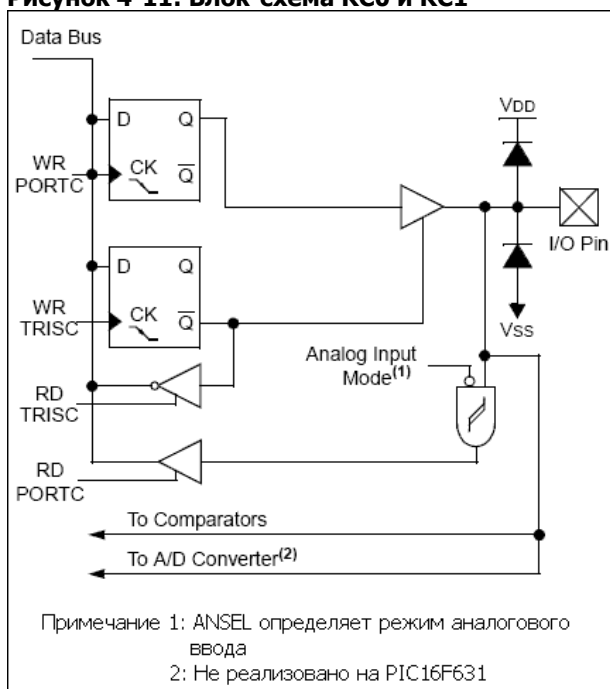 Рисунок 4-11: Блок-схема RC0 и RC1
Data Bus
D Q
WR
PORTC
CK Q
VDD
I/O Pin
D Q
WR
TRISC
CK Q
VSS
Analog Input
Mode(1)
RD
TRISC
RD
PORTC
To Comparators
To A/D Converter(2)
Примечание 1: ANSEL определяет режим аналогового
ввода
2: Не реализовано на PIC16F631